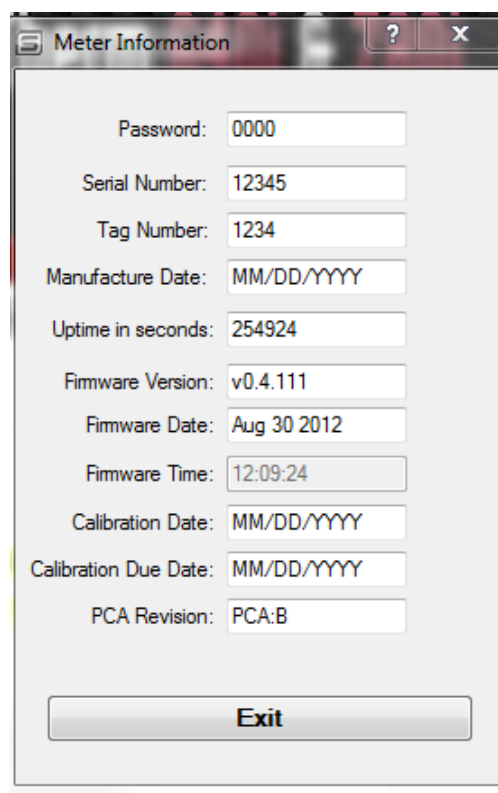 Meter Information ? X
Password: 0000
Serial Number: 12345
Tag Number: 1234
Manufacture Date: MM/DD/YYYY
Uptime in seconds: 254924
Firmware Version: v0.4.111
Firmware Date: Aug 30 2012
Firmware Time: 12:09:24
Calibration Date: MM/DD/YYYY
Calibration Due Date: MM/DD/YYYY
PCA Revision: PCA:B
Exit